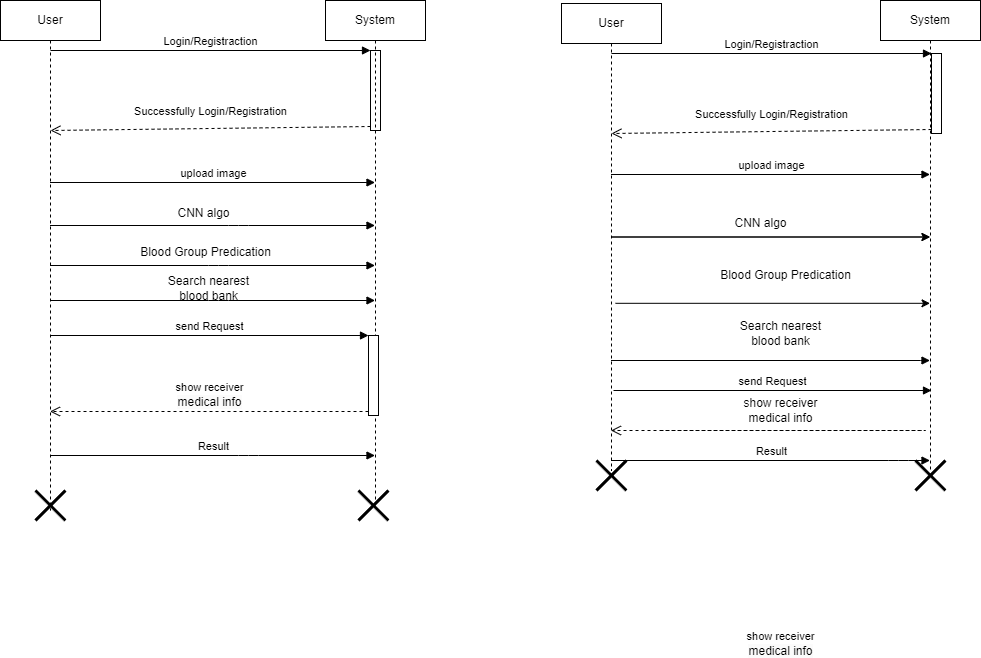 User
System
Login/Registraction
Successfully Login/Registration
upload image
CNN algo
Blood Group Predication
Search nearest
blood bank
send Request
show receiver
medical info
Result
User
System
Login/Registraction
Successfully Login/Registration
upload image
CNN algo
Blood Group Predication
Search nearest
blood bank
send Request
show receiver
medical info
Result
show receiver
medical info